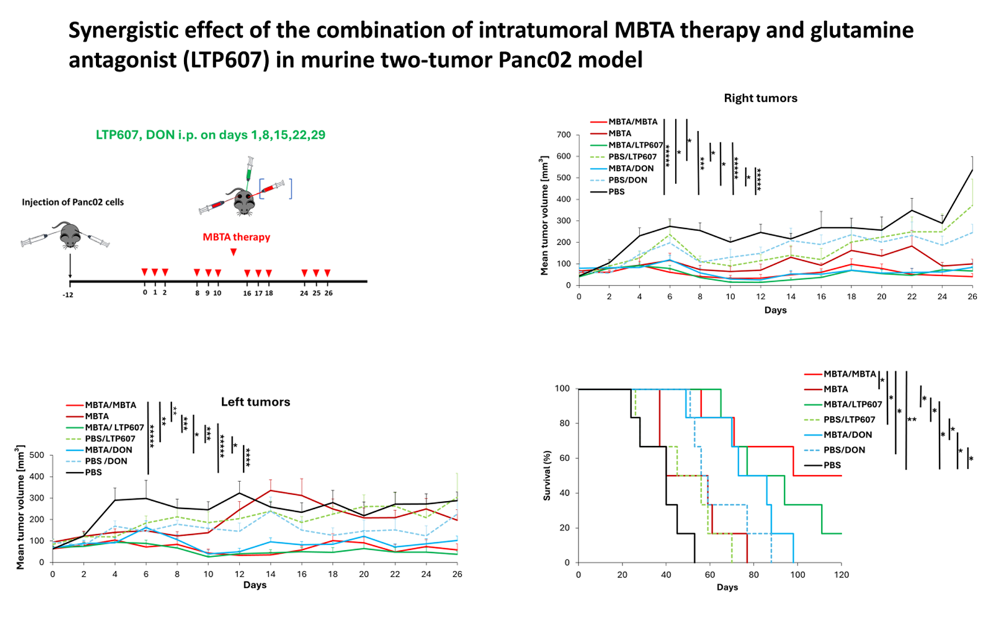 Synergistic effect of the combination of intratumoral MBTA therapy and glutamine
antagonist (LTP607) in murine two-tumor Panc02 model
LTP607, DON i.p. on days 1,8,15,22,29
Injection of Panc02 cells
MBTA therapy
-12
0 1 2 8 9 10 16 17 18 24 25 26
Right tumors
MBTA/MBTA
MBTA
MBTA/LTP607
PBS/LTP607
MBTA/DON
PBS/DON
PBS
*****
*
*
***
*
*
*****
*
*****
Mean tumor volume [mm³]
700
600
500
400
300
200
100
0
0 2 4 6 8 10 12 14 16 18 20 22 24 26
Days
Left tumors
MBTA/MBTA
MBTA
MBTA/ LTP607
PBS/LTP607
MBTA/DON
PBS /DON
PBS
*****
**
**
***
*
***
*****
*
****
Mean tumor volume [mm³]
500
400
300
200
100
0
0 2 4 6 8 10 12 14 16 18 20 22 24 26
Days
MBTA/MBTA
MBTA
MBTA/LTP607
PBS/LTP607
MBTA/DON
PBS/DON
PBS
*
*
*
**
*
*
*
*
*
*
Survival (%)
100
80
60
40
20
0
0 20 40 60 80 100 120
Days